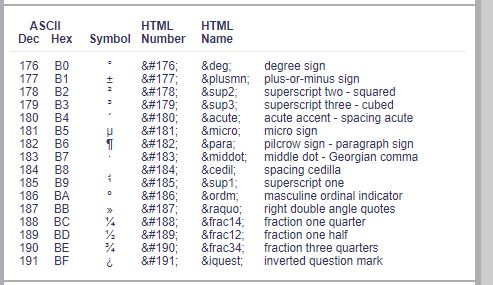 ASCII HTML HTML
Dec Hex Symbol Number Name
176 B0 ° &#176; &deg; degree sign
177 B1 ± &#177; &plusmn; plus-or-minus sign
178 B2 ² &#178; &sup2; superscript two - squared
179 B3 ³ &#179; &sup3; superscript three - cubed
180 B4 ´ &#180; &acute; acute accent - spacing acute
181 B5 µ &#181; &micro; micro sign
182 B6 ¶ &#182; &para; pilcrow sign - paragraph sign
183 B7 · &#183; &middot; middle dot - Georgian comma
184 B8 ¸ &#184; &cedil; spacing cedilla
185 B9 ¹ &#185; &sup1; superscript one
186 BA º &#186; &ordm; masculine ordinal indicator
187 BB » &#187; &raquo; right double angle quotes
188 BC ¼ &#188; &frac14; fraction one quarter
189 BD ½ &#189; &frac12; fraction one half
190 BE ¾ &#190; &frac34; fraction three quarters
191 BF ¿ &#191; &iquest; inverted question mark